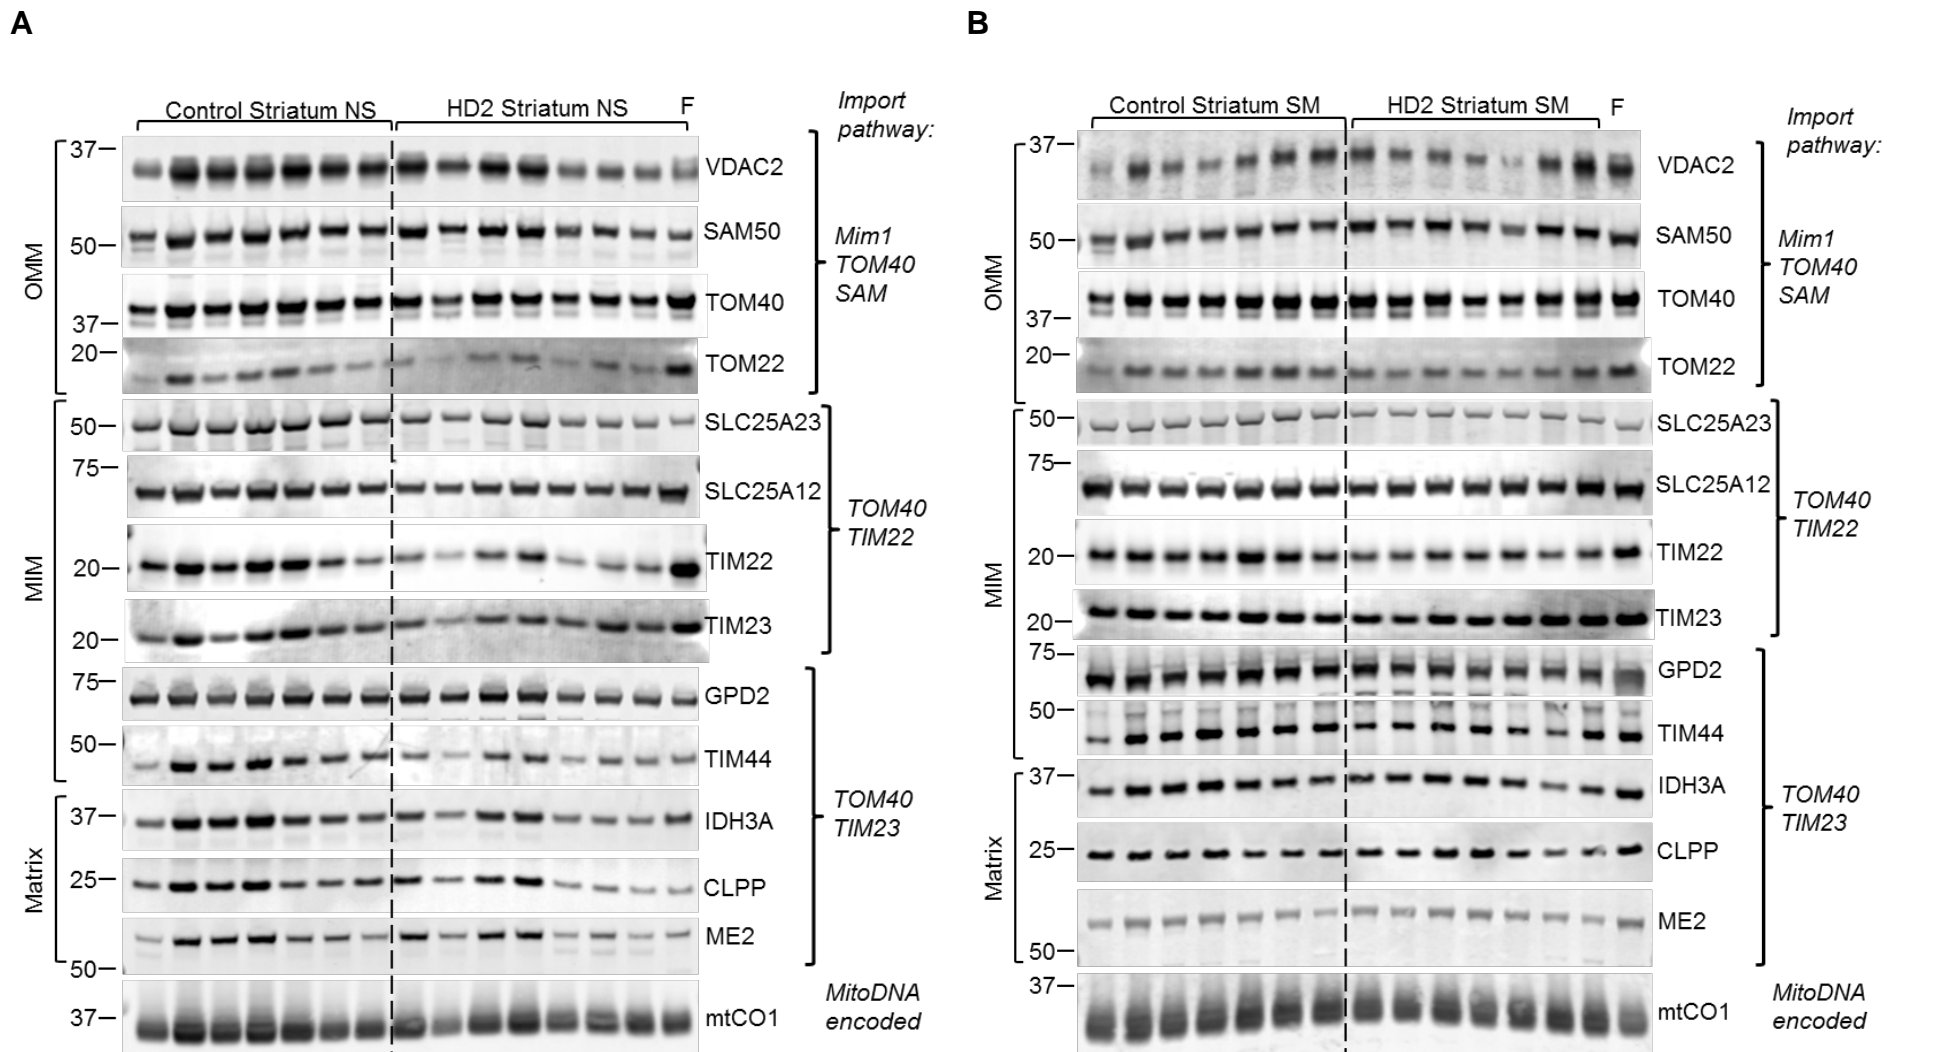 A
Control Striatum NS
HD2 Striatum NS
F
Import
pathway:
OMM
37
VDAC2
50
SAM50
37
TOM40
20
TOM22
Mim1
TOM40
SAM
MIM
50
SLC25A23
75
SLC25A12
20
TIM22
20
TIM23
TOM40
TIM22
75
GPD2
50
TIM44
Matrix
37
IDH3A
25
CLPP
ME2
50
TOM40
TIM23
37
mtCO1
MitoDNA
encoded
B
Control Striatum SM
HD2 Striatum SM
F
Import
pathway:
OMM
37
VDAC2
50
SAM50
TOM40
37
20
TOM22
Mim1
TOM40
SAM
MIM
50
SLC25A23
75
SLC25A12
20
TIM22
20
TIM23
TOM40
TIM22
75
GPD2
50
TIM44
Matrix
37
IDH3A
25
CLPP
ME2
50
TOM40
TIM23
37
mtCO1
MitoDNA
encoded